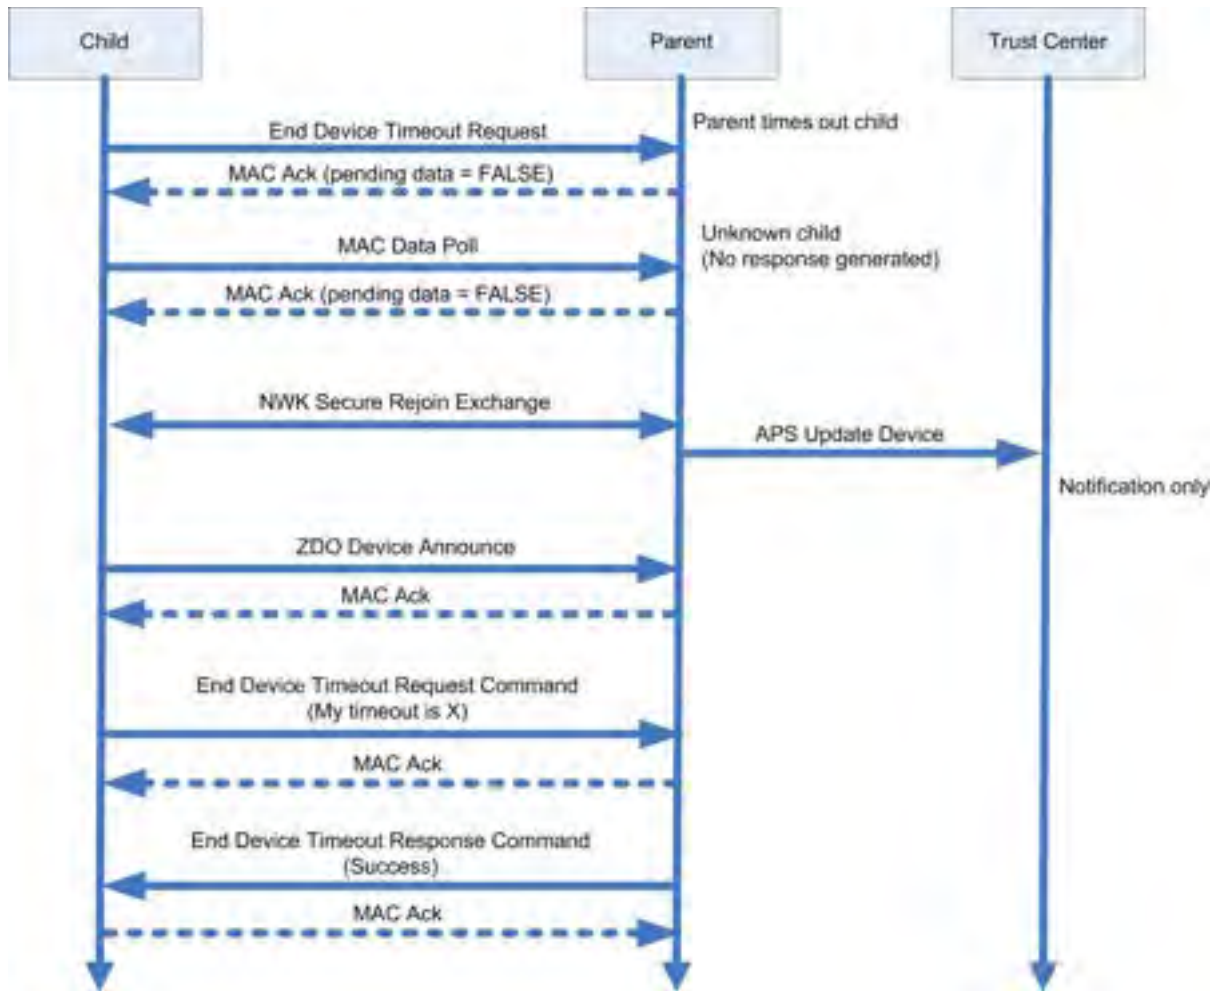 Child
Parent
Trust Center
Parent times out child
End Device Timeout Request
MAC Ack (pending data = FALSE)
Unknown child
(No response generated)
MAC Data Poll
MAC Ack (pending data = FALSE)
NWK Secure Rejoin Exchange
APS Update Device
Notification only
ZDO Device Announce
MAC Ack
End Device Timeout Request Command
(My timeout is X)
MAC Ack
End Device Timeout Response Command
(Success)
MAC Ack